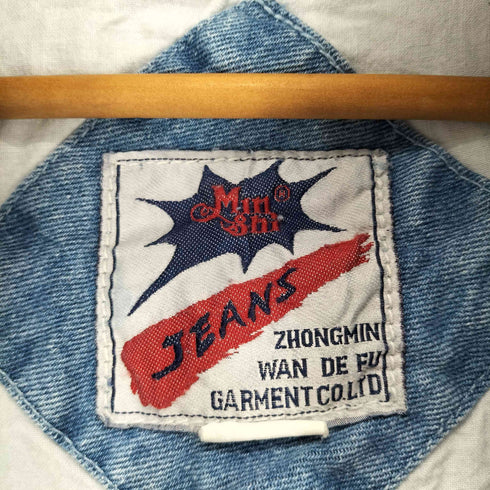 Min ®
Shi
JEANS
ZHONGMIN
WAN DE FU
GARMENT CO.LTD